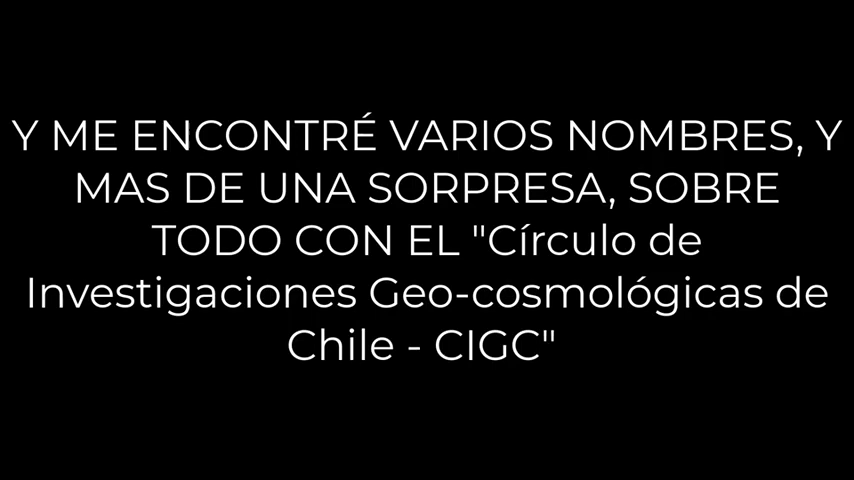 Y ME ENCONTRÉ VARIOS NOMBRES, Y
MAS DE UNA SORPRESA, SOBRE
TODO CON EL "Círculo de
Investigaciones Geo-cosmológicas de
Chile - CIGC"